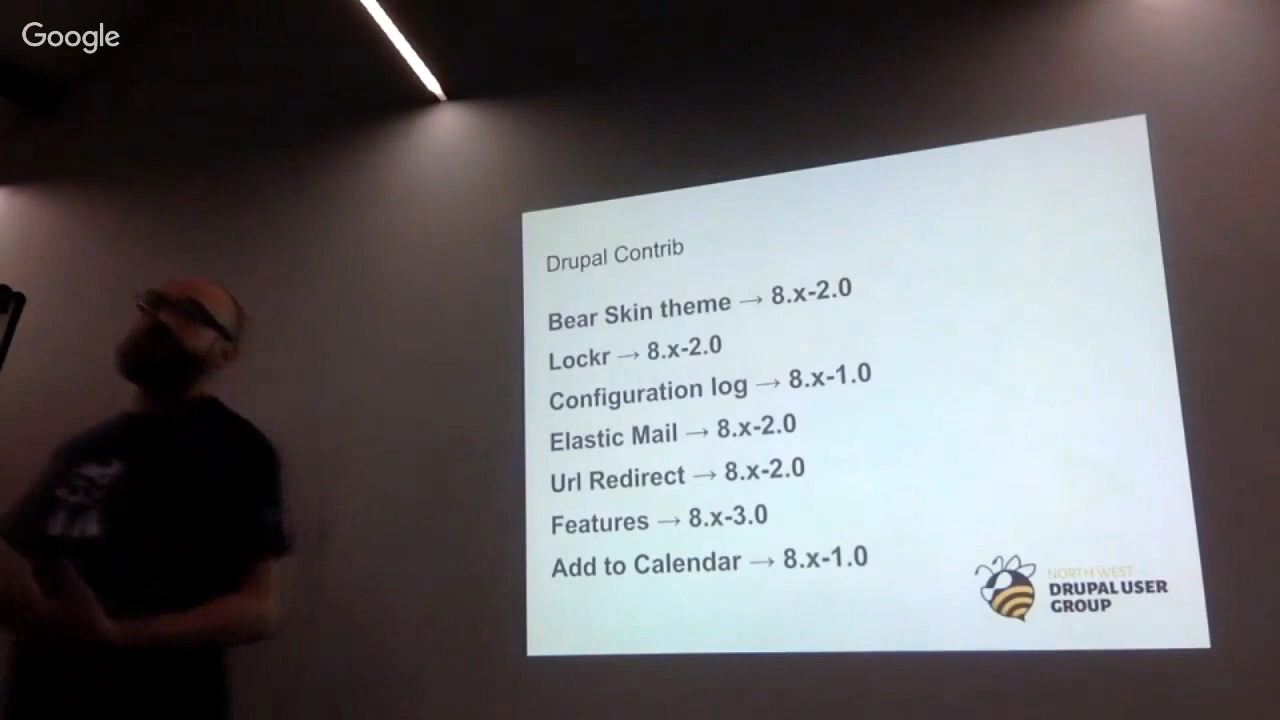 Google
Drupal Contrib
Bear Skin theme → 8.x-2.0
Lockr → 8.x-2.0
Configuration log → 8.x-1.0
Elastic Mail → 8.x-2.0
Url Redirect → 8.x-2.0
Features → 8.x-3.0
Add to Calendar → 8.x-1.0
NORTH WEST
DRUPAL USER
GROUP